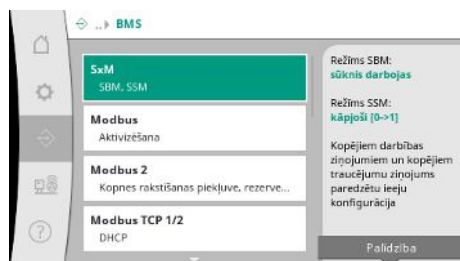 ..▸ BMS
SxM
SBM, SSM
Modbus
Aktivizēšana
Modbus 2
Kopnes rakstīšanas piekļuve, rezerve...
Modbus TCP 1/2
DHCP
Režīms SBM:
sūknis darbojas
Režīms SSM:
kāpjoši [0->1]
Kopējiem darbības
ziņojumiem un kopējiem
traucējumu ziņojums
paredzētu ieeju
konfigurācija
Palīdzība